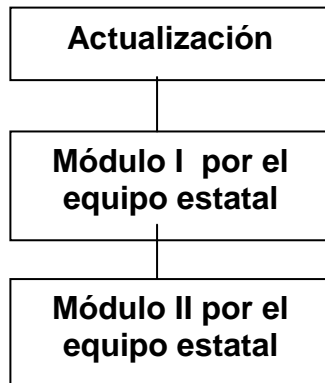 Actualización
Módulo I  por el
equipo estatal
Módulo II por el
equipo estatal